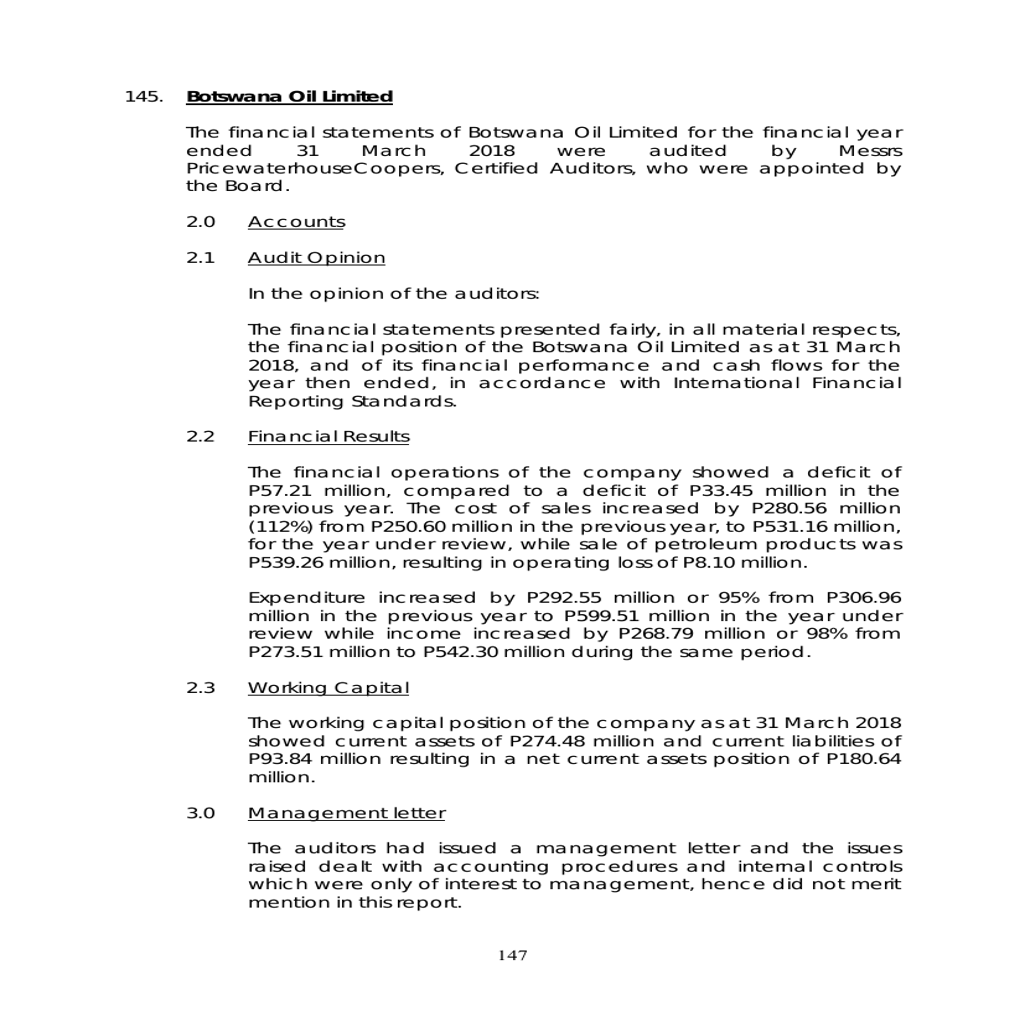 145. Botswana Oil Limited
The financial statements of Botswana Oil Limited for the financial year
ended 31 March 2018 were audited by Messrs
PricewaterhouseCoopers, Certified Auditors, who were appointed by
the Board.
2.0 Accounts
2.1 Audit Opinion
In the opinion of the auditors:
The financial statements presented fairly, in all material respects,
the financial position of the Botswana Oil Limited as at 31 March
2018, and of its financial performance and cash flows for the
year then ended, in accordance with International Financial
Reporting Standards.
2.2 Financial Results
The financial operations of the company showed a deficit of
P57.21 million, compared to a deficit of P33.45 million in the
previous year. The cost of sales increased by P280.56 million
(112%) from P250.60 million in the previous year, to P531.16 million,
for the year under review, while sale of petroleum products was
P539.26 million, resulting in operating loss of P8.10 million.
Expenditure increased by P292.55 million or 95% from P306.96
million in the previous year to P599.51 million in the year under
review while income increased by P268.79 million or 98% from
P273.51 million to P542.30 million during the same period.
2.3 Working Capital
The working capital position of the company as at 31 March 2018
showed current assets of P274.48 million and current liabilities of
P93.84 million resulting in a net current assets position of P180.64
million.
3.0 Management letter
The auditors had issued a management letter and the issues
raised dealt with accounting procedures and internal controls
which were only of interest to management, hence did not merit
mention in this report.
147